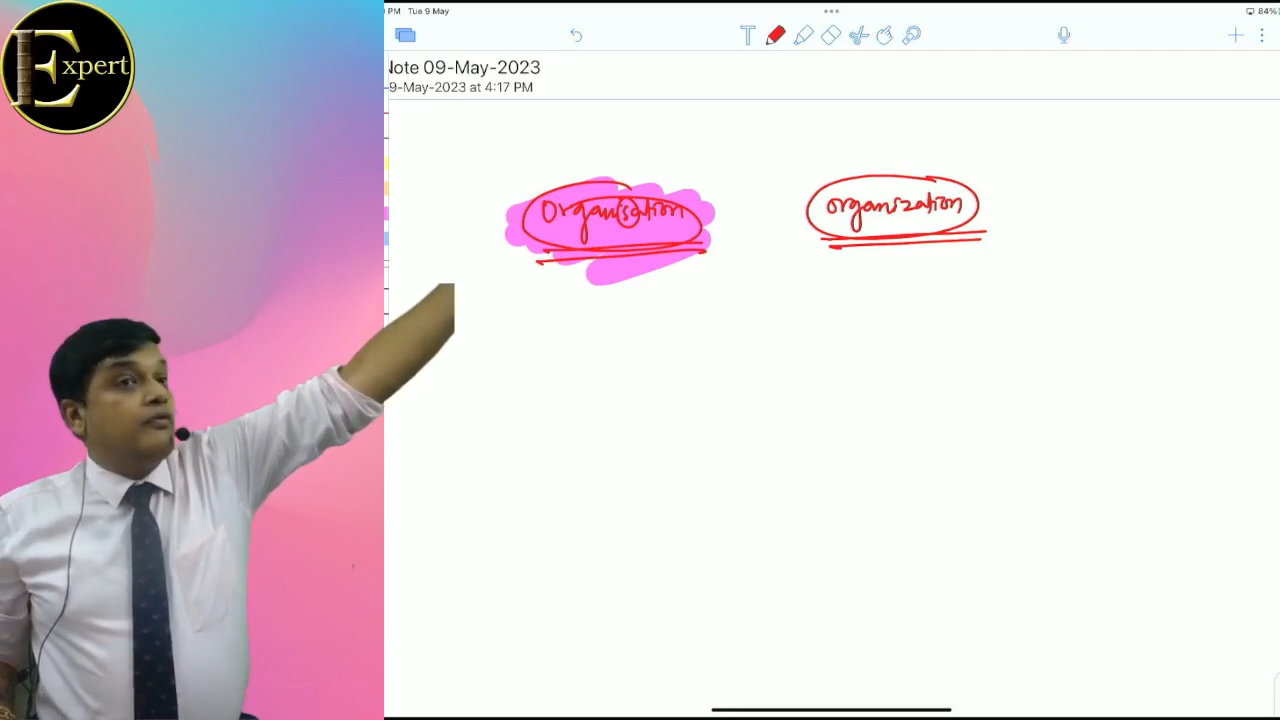 Expert
PM Tue 9 May
84%
Note 09-May-2023
9-May-2023 at 4:17 PM
T
Organisation
organization